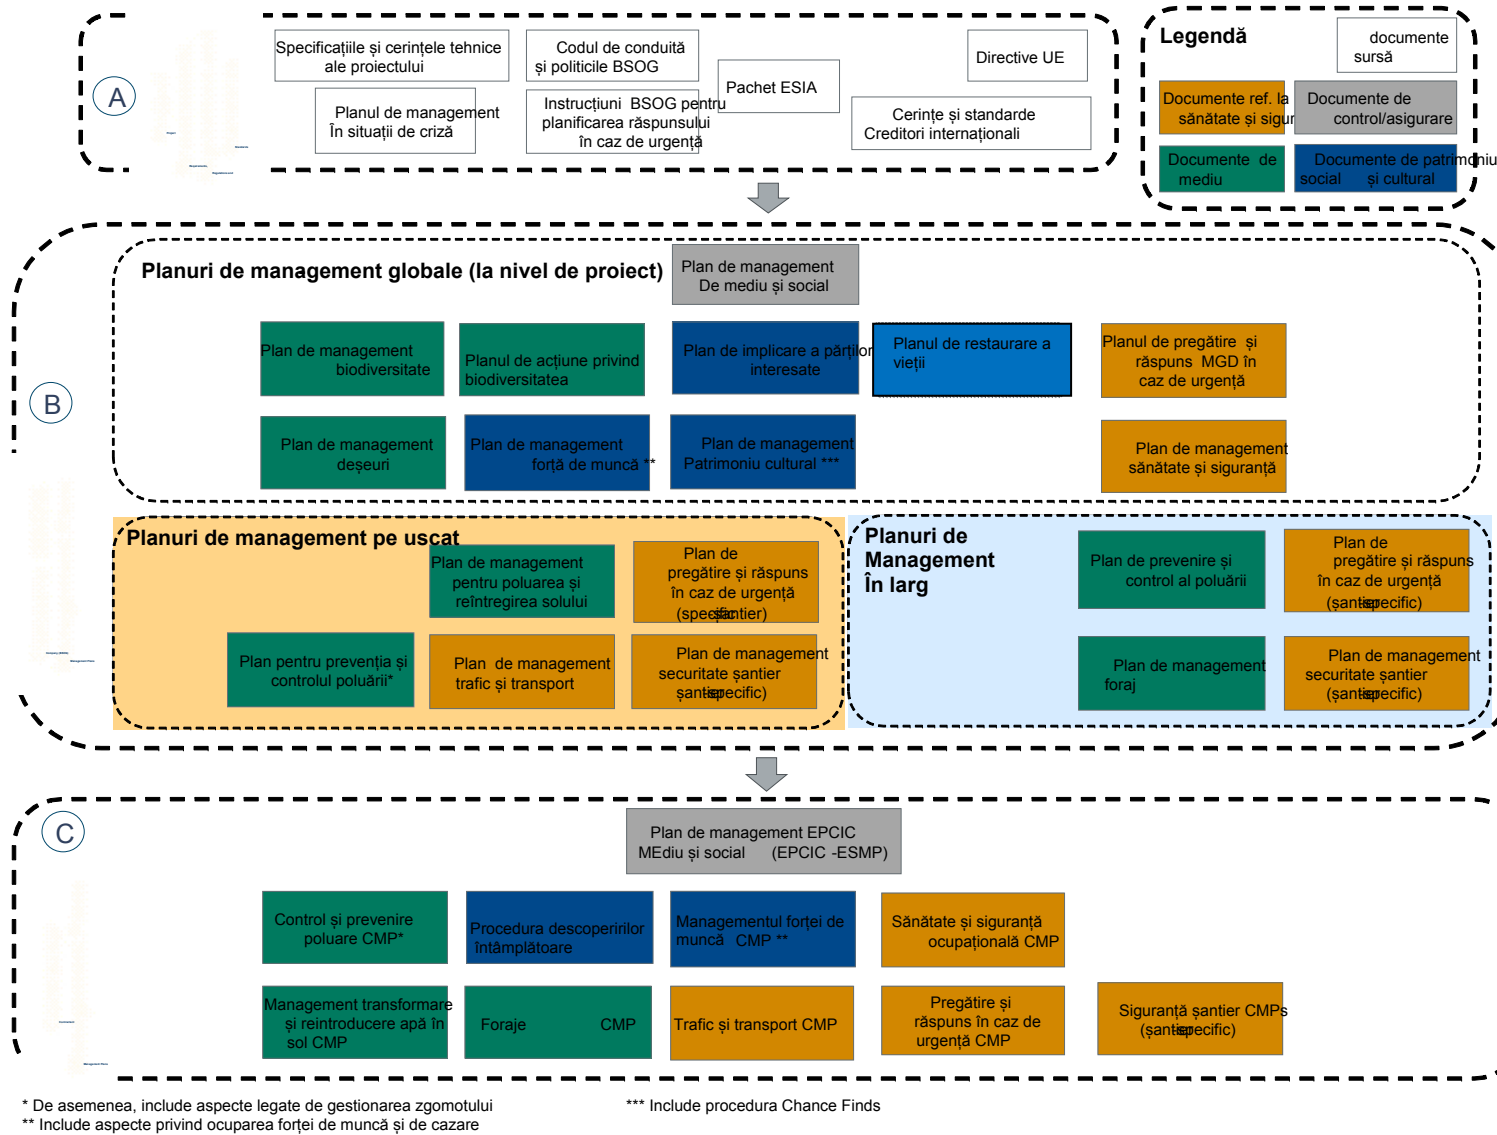 A
Specificațiile și cerințele tehnice
ale proiectului
Codul de conduită
și politicile BSOG
Pachet ESIA
Directive UE
Planul de management
În situații de criză
Instrucțiuni BSOG pentru
planificarea răspunsului
în caz de urgență
Cerințe și standarde
Creditori internaționali
Legendă
documente
sursă
Documente ref. la
sănătate și sigur
Documente de
control/asigurare
Documente de
mediu
Documente de patrimoniu
social și cultural
B
Planuri de management globale (la nivel de proiect)
Plan de management
De mediu și social
Plan de management
biodiversitate
Planul de acțiune privind
biodiversitatea
Plan de implicare a părților
interesate
Planul de restaurare a
vieții
Planul de pregătire și
răspuns MGD în
caz de urgență
Plan de management
deșeuri
Plan de management
forță de muncă **
Plan de management
Patrimoniu cultural ***
Plan de management
sănătate și siguranță
Planuri de management pe uscat
Plan de management
pentru poluarea și
reîntregirea solului
Plan de
pregătire și răspuns
în caz de urgență
(specific șantier)
Plan pentru prevenția și
controlul poluării*
Plan de management
trafic și transport
Plan de management
securitate șantier
șantier-specific)
Planuri de
Management
În larg
Plan de prevenire și
control al poluării
Plan de
pregătire și răspuns
în caz de urgență
(șantier-specific)
Plan de management
foraj
Plan de management
securitate șantier
(șantier-specific)
C
Plan de management EPCIC
MEdiu și social (EPCIC -ESMP)
Control și prevenire
poluare CMP*
Procedura descoperirilor
întâmplătoare
Managementul forței de
muncă CMP **
Sănătate și siguranță
ocupațională CMP
Management transformare
și reintroducere apă în
sol CMP
Foraje CMP
Trafic și transport CMP
Pregătire și
răspuns în caz de
urgență CMP
Siguranță șantier CMPs
(șantier-specific)
* De asemenea, include aspecte legate de gestionarea zgomotului
*** Include procedura Chance Finds
** Include aspecte privind ocuparea forței de muncă și de cazare